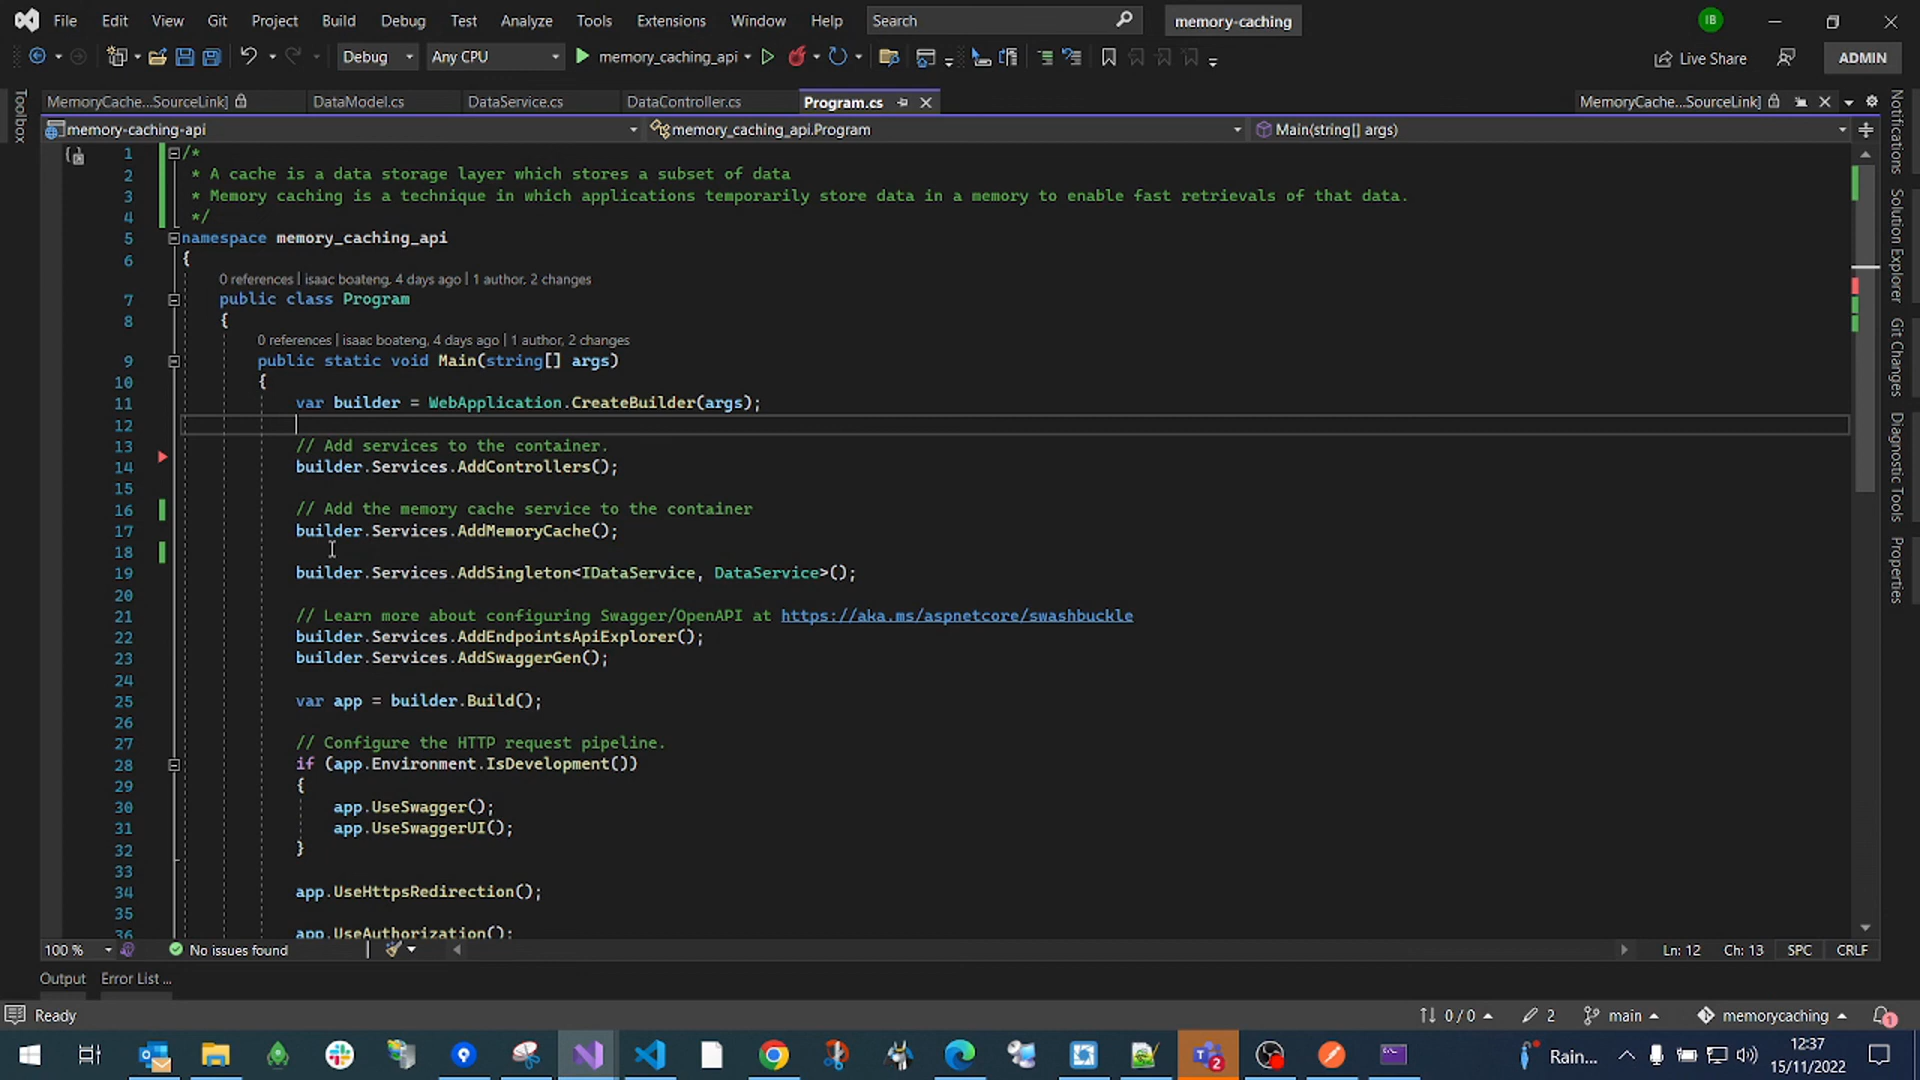 File Edit View Git Project Build Debug Test Analyze Tools Extensions Window Help Search memory-caching IB
Debug Any CPU memory_caching_api Live Share ADMIN
MemoryCache...SourceLink] DataModel.cs DataService.cs DataController.cs Program.cs MemoryCache...SourceLink]
memory-caching-api memory_caching_api.Program Main(string[] args)
Toolbox
1 /*
2 * A cache is a data storage layer which stores a subset of data
3 * Memory caching is a technique in which applications temporarily store data in a memory to enable fast retrievals of that data.
4 */
5 namespace memory_caching_api
6 {
0 references | isaac boateng, 4 days ago | 1 author, 2 changes
7 public class Program
8 {
0 references | isaac boateng, 4 days ago | 1 author, 2 changes
9 public static void Main(string[] args)
10 {
11 var builder = WebApplication.CreateBuilder(args);
12
13 // Add services to the container.
14 builder.Services.AddControllers();
15
16 // Add the memory cache service to the container
17 builder.Services.AddMemoryCache();
18
19 builder.Services.AddSingleton<IDataService, DataService>();
20
21 // Learn more about configuring Swagger/OpenAPI at https://aka.ms/aspnetcore/swashbuckle
22 builder.Services.AddEndpointsApiExplorer();
23 builder.Services.AddSwaggerGen();
24
25 var app = builder.Build();
26
27 // Configure the HTTP request pipeline.
28 if (app.Environment.IsDevelopment())
29 {
30 app.UseSwagger();
31 app.UseSwaggerUI();
32 }
33
34 app.UseHttpsRedirection();
35
36 app.UseAuthorization();
Notifications
Solution Explorer
Git Changes
Diagnostic Tools
Properties
100 % No issues found Ln: 12 Ch: 13 SPC CRLF
Output Error List ...
Ready 0 / 0 2 main memorycaching 1
2 Rain... 12:37
15/11/2022